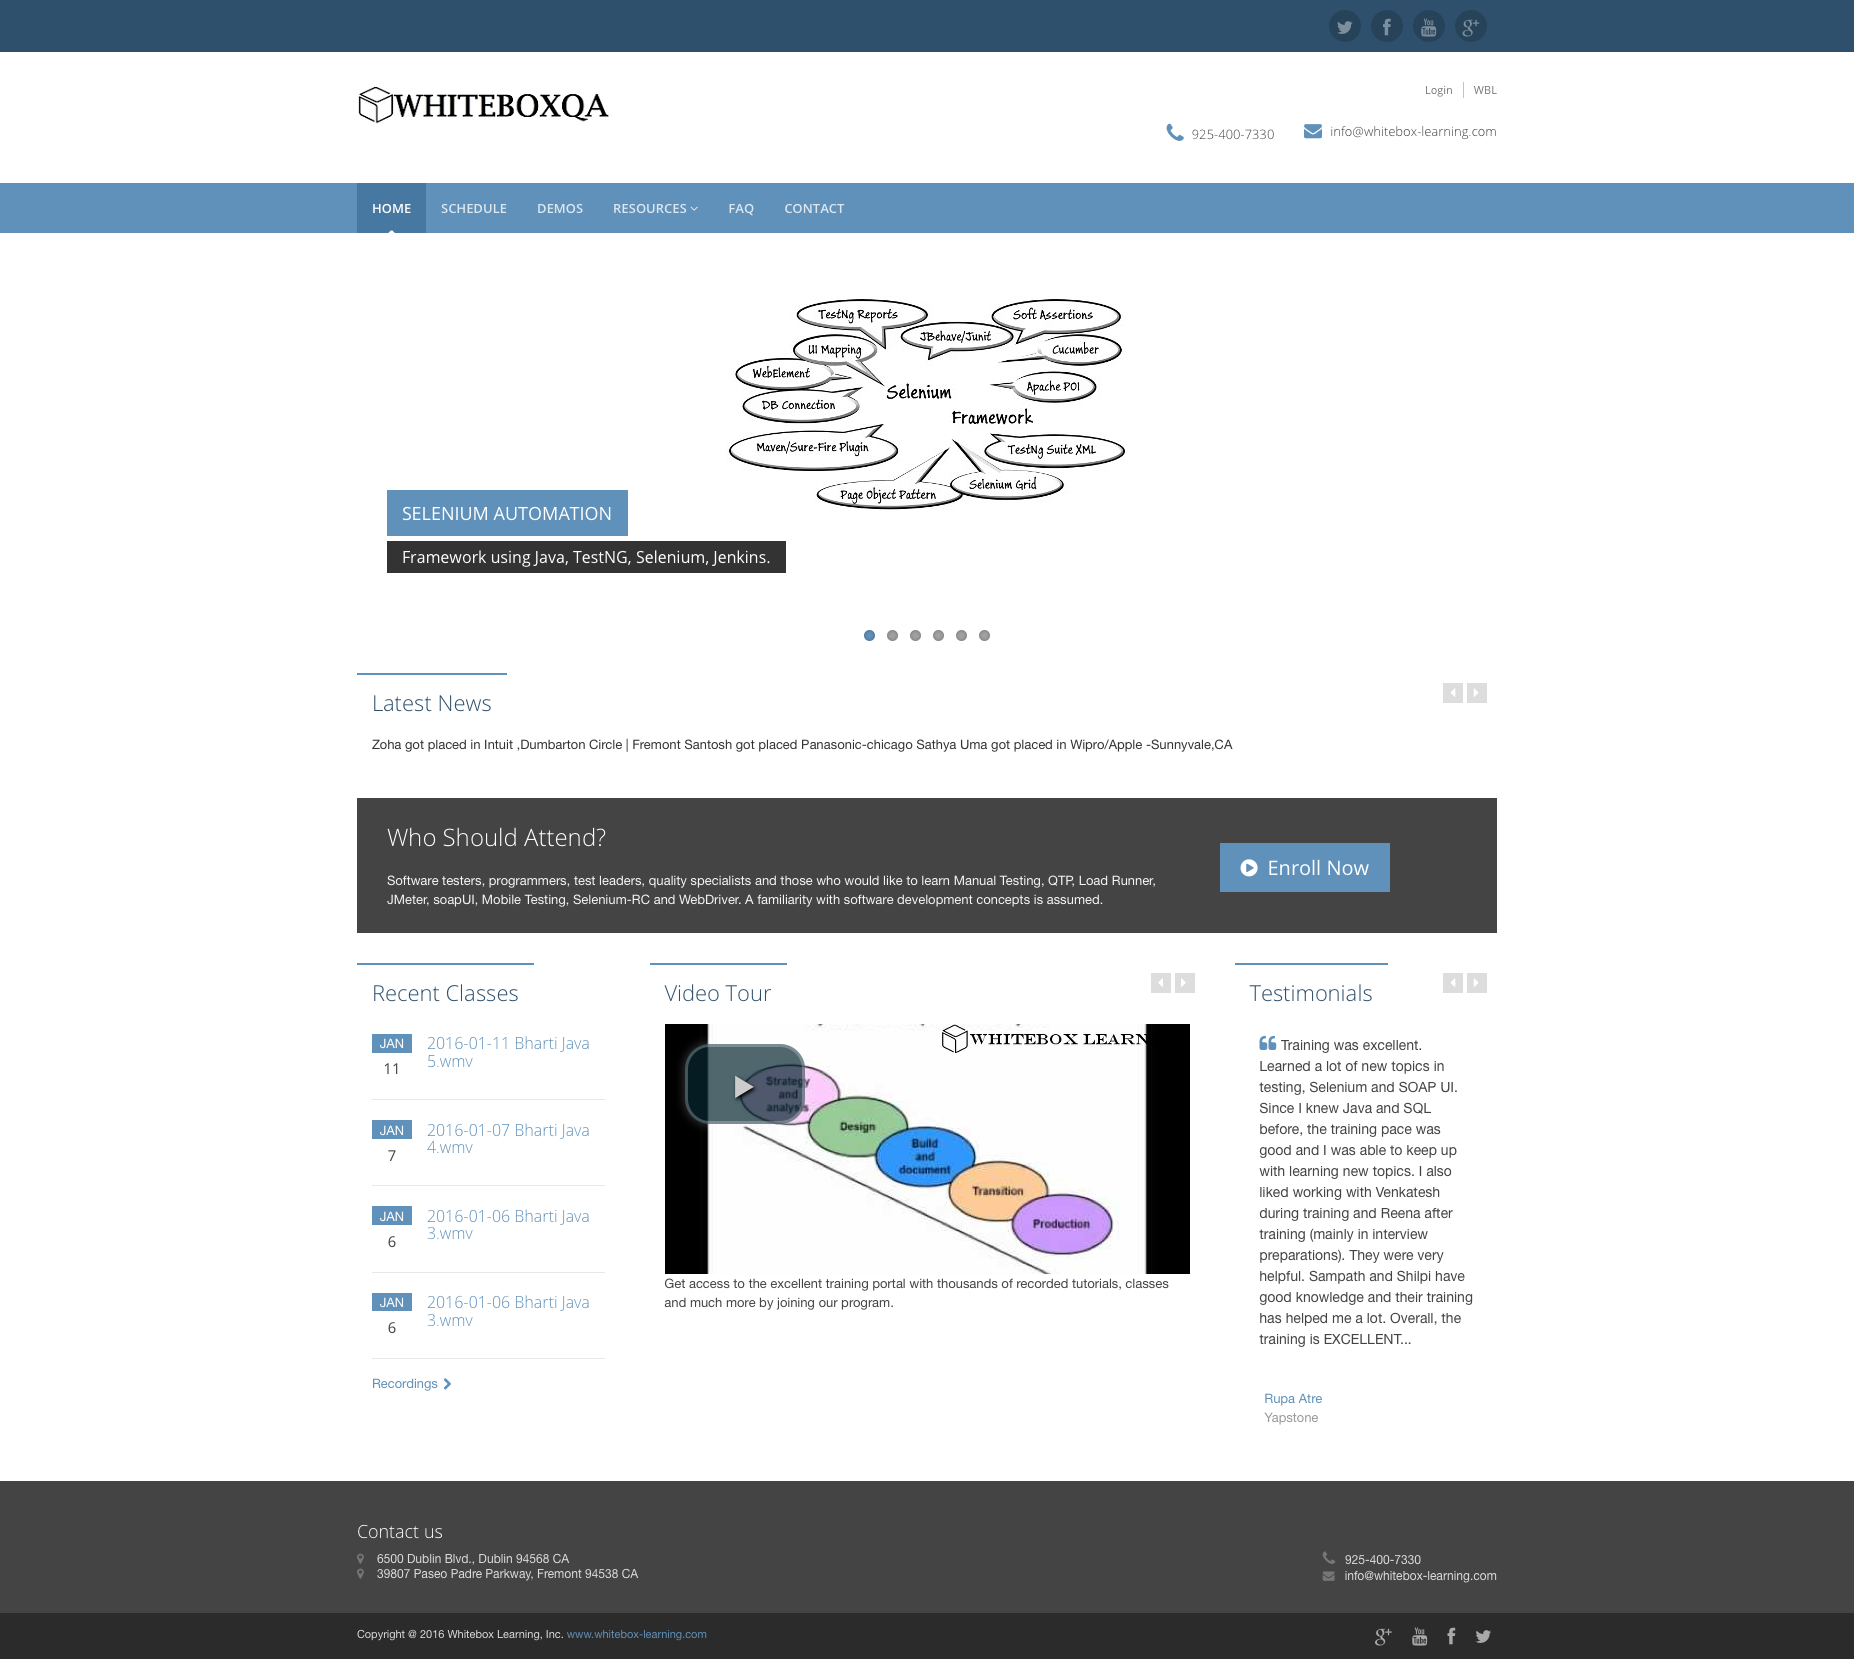 WHITEBOXQA
Login
WBL
925-400-7330
info@whitebox-learning.com
HOME
SCHEDULE
DEMOS
RESOURCES
FAQ
CONTACT
TestNg Reports
Soft Assertions
JBehave/Junit
UI Mapping
Cucumber
WebElement
Selenium
Apache POI
DB Connection
Framework
Maven/Sure-Fire Plugin
TestNg Suite XML
Page Object Pattern
Selenium Grid
SELENIUM AUTOMATION
Framework using Java, TestNG, Selenium, Jenkins.
Latest News
Zoha got placed in Intuit ,Dumbarton Circle | Fremont Santosh got placed Panasonic-chicago Sathya Uma got placed in Wipro/Apple -Sunnyvale,CA
Who Should Attend?
Software testers, programmers, test leaders, quality specialists and those who would like to learn Manual Testing, QTP, Load Runner,
JMeter, soapUI, Mobile Testing, Selenium-RC and WebDriver. A familiarity with software development concepts is assumed.
Enroll Now
Recent Classes
JAN
11
2016-01-11 Bharti Java
5.wmv
JAN
7
2016-01-07 Bharti Java
4.wmv
JAN
6
2016-01-06 Bharti Java
3.wmv
JAN
6
2016-01-06 Bharti Java
3.wmv
Recordings
Video Tour
WHITEBOX LEARN
Strategy
and
analysis
Design
Build
and
document
Transition
Production
Get access to the excellent training portal with thousands of recorded tutorials, classes
and much more by joining our program.
Testimonials
Training was excellent.
Learned a lot of new topics in
testing, Selenium and SOAP UI.
Since I knew Java and SQL
before, the training pace was
good and I was able to keep up
with learning new topics. I also
liked working with Venkatesh
during training and Reena after
training (mainly in interview
preparations). They were very
helpful. Sampath and Shilpi have
good knowledge and their training
has helped me a lot. Overall, the
training is EXCELLENT...
Rupa Atre
Yapstone
Contact us
6500 Dublin Blvd., Dublin 94568 CA
39807 Paseo Padre Parkway, Fremont 94538 CA
925-400-7330
info@whitebox-learning.com
Copyright @ 2016 Whitebox Learning, Inc. www.whitebox-learning.com